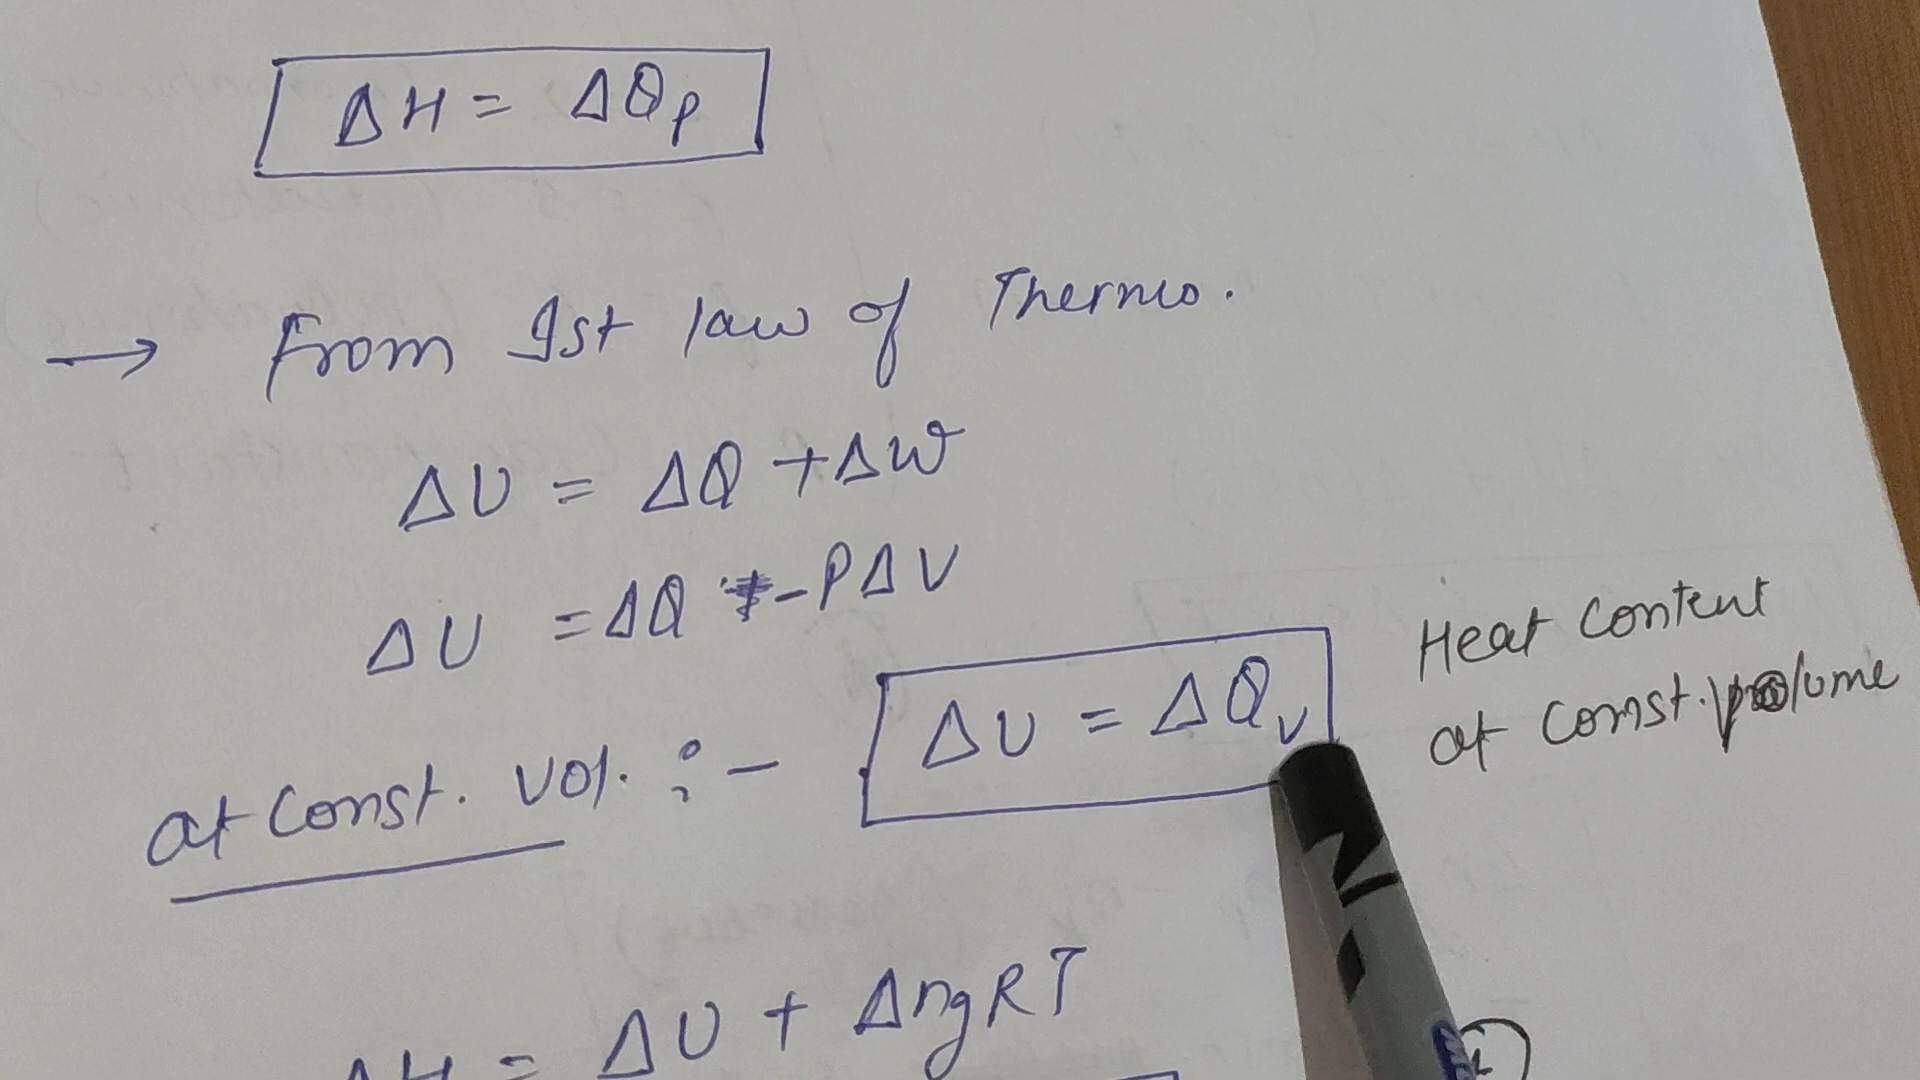 ΔH = ΔQp
→ From Ist law of Thermo.
ΔU = ΔQ + ΔW
ΔU = ΔQ - PΔV
at Const. Vol. :- ΔU = ΔQv
Heat Content
at Const. volume
ΔH = ΔU + ΔngRT